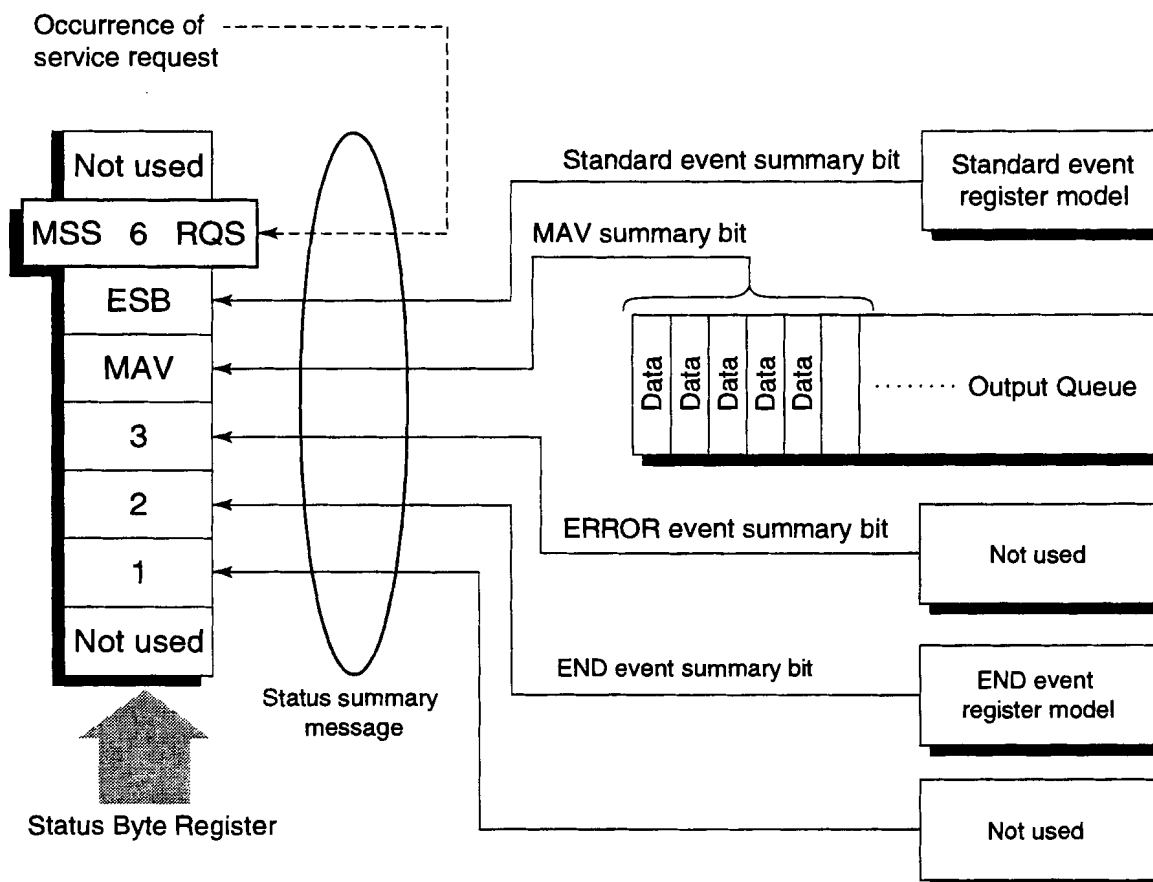 Occurrence of
service request
Not used
MSS 6 RQS
ESB
MAV
3
2
1
Not used
Status Byte Register
Status summary
message
Standard event summary bit
Standard event
register model
MAV summary bit
Data
Data
Data
Data
Data
········ Output Queue
ERROR event summary bit
Not used
END event summary bit
END event
register model
Not used